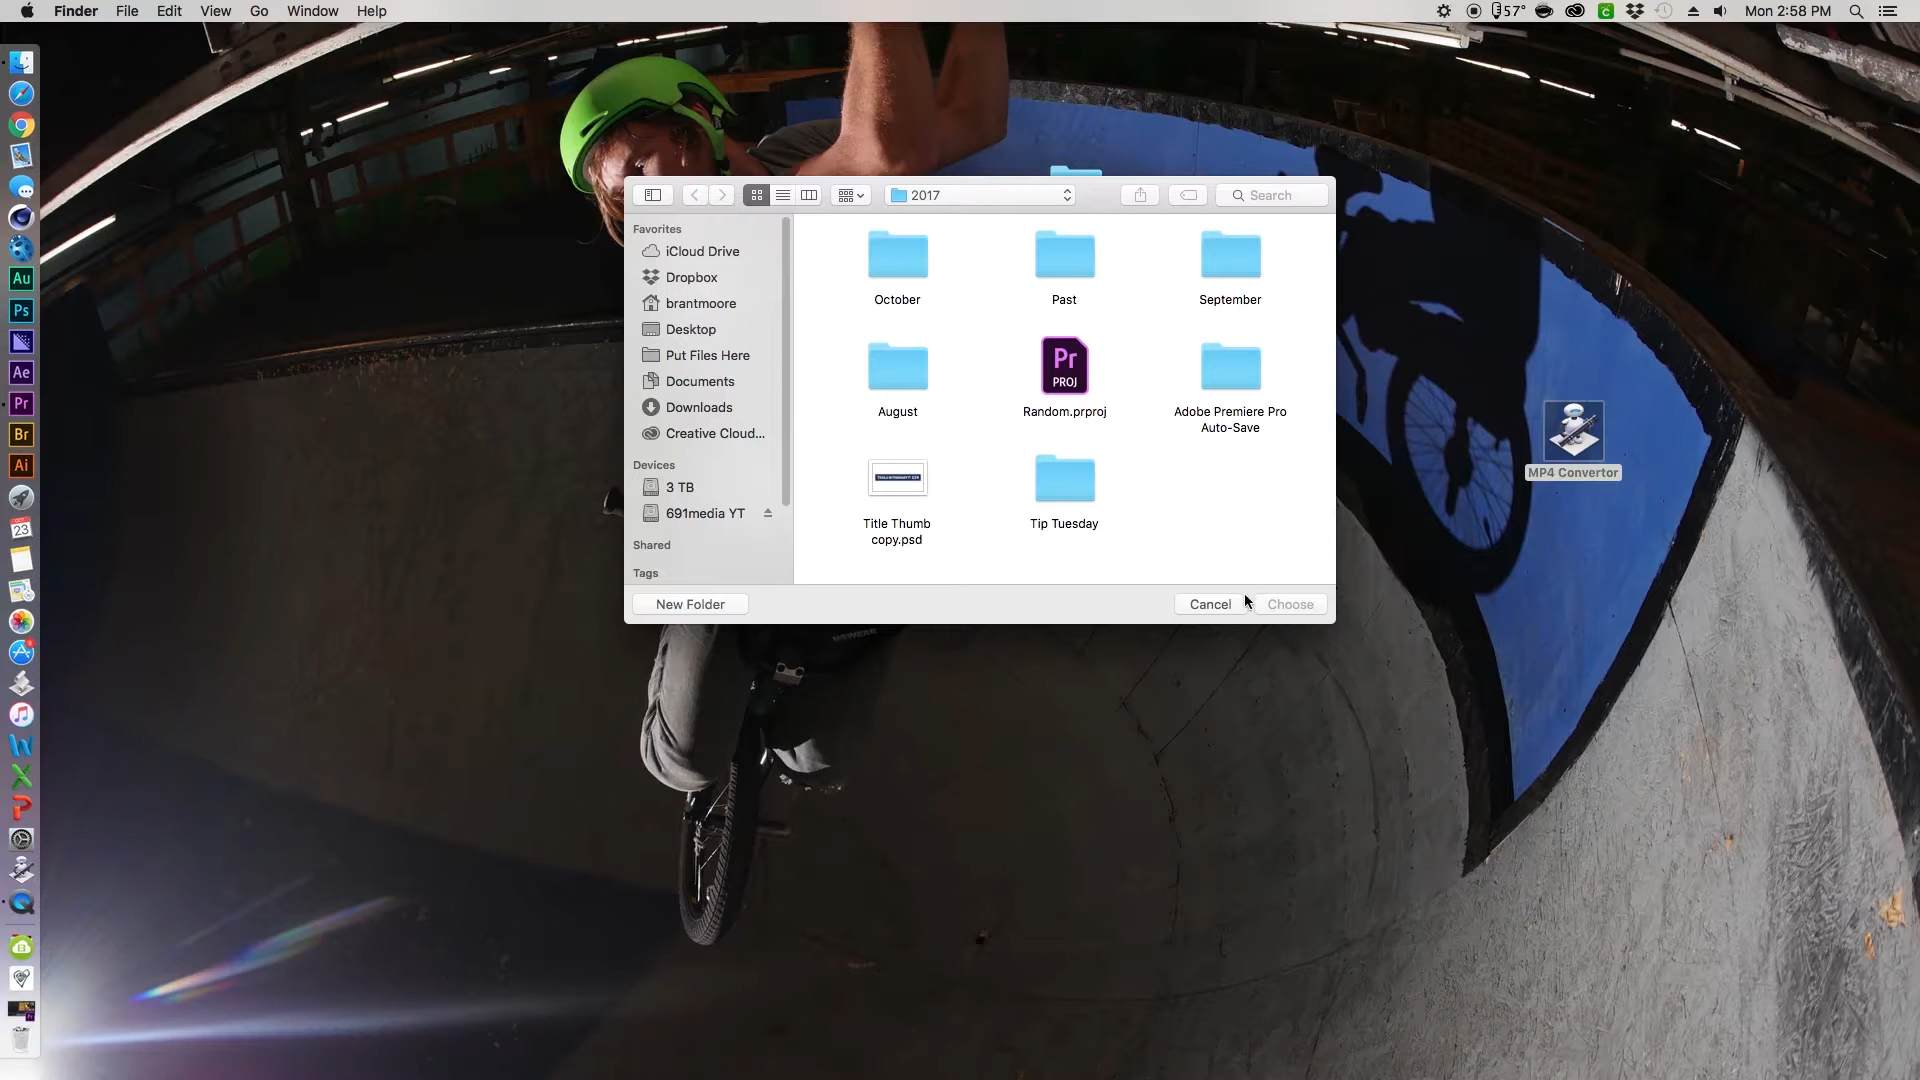 Finder File Edit View Go Window Help
57° Mon 2:58 PM
2017
Search
Favorites
iCloud Drive
Dropbox
brantmoore
Desktop
Put Files Here
Documents
Downloads
Creative Cloud...
Devices
3 TB
691media YT
Shared
Tags
October Past September
Pr
PROJ
August Random.prproj Adobe Premiere Pro
Auto-Save
Title Thumb
copy.psd
Tip Tuesday
New Folder Cancel Choose
MP4 Convertor
Au
Ps
Ae
Pr
Br
Ai
OCT
23